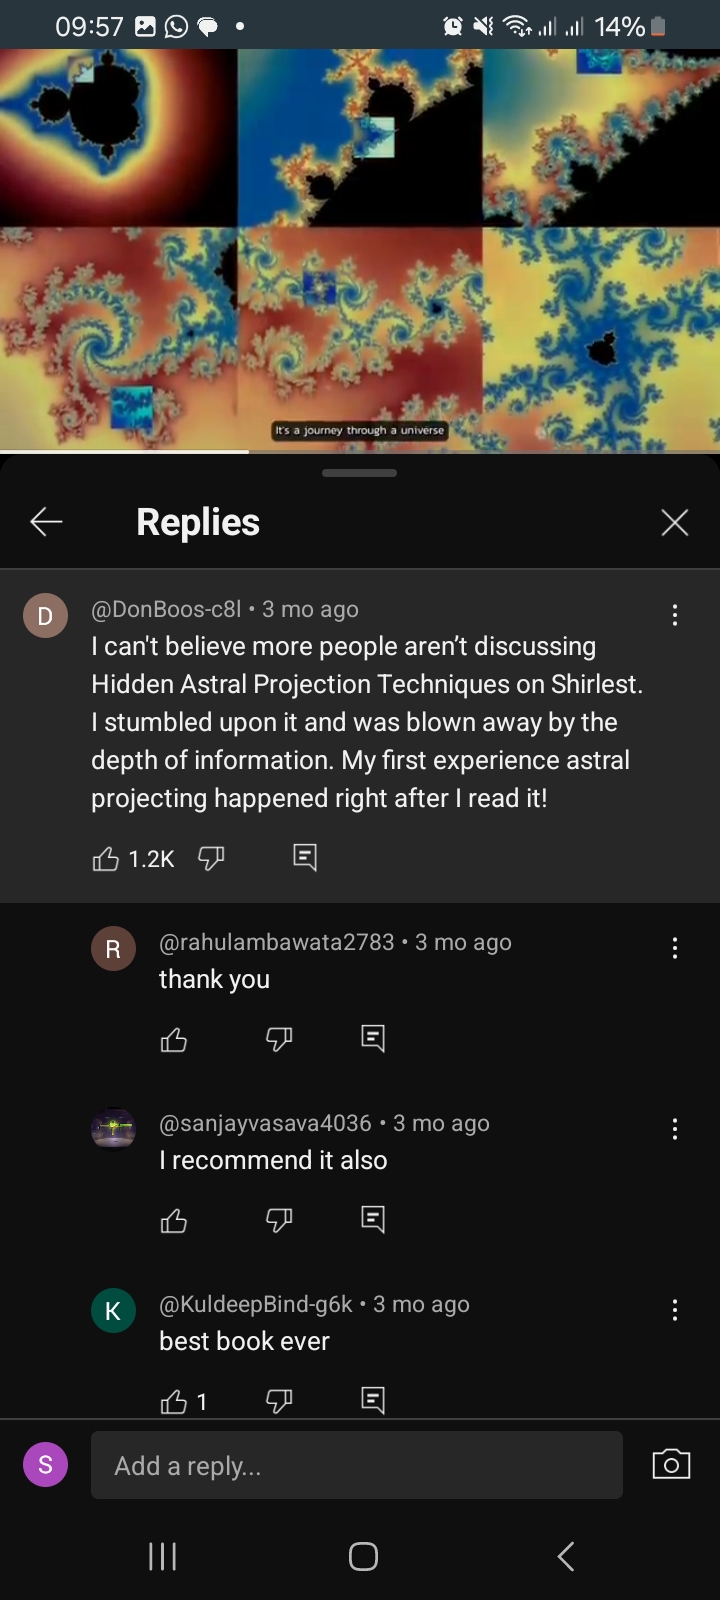 09:57
14%
It's a journey through a universe
Replies
D
@DonBoos-c8l • 3 mo ago
I can't believe more people aren’t discussing
Hidden Astral Projection Techniques on Shirlest.
I stumbled upon it and was blown away by the
depth of information. My first experience astral
projecting happened right after I read it!
1.2K
R
@rahulambawata2783 • 3 mo ago
thank you
@sanjayvasava4036 • 3 mo ago
I recommend it also
K
@KuldeepBind-g6k • 3 mo ago
best book ever
1
S
Add a reply...